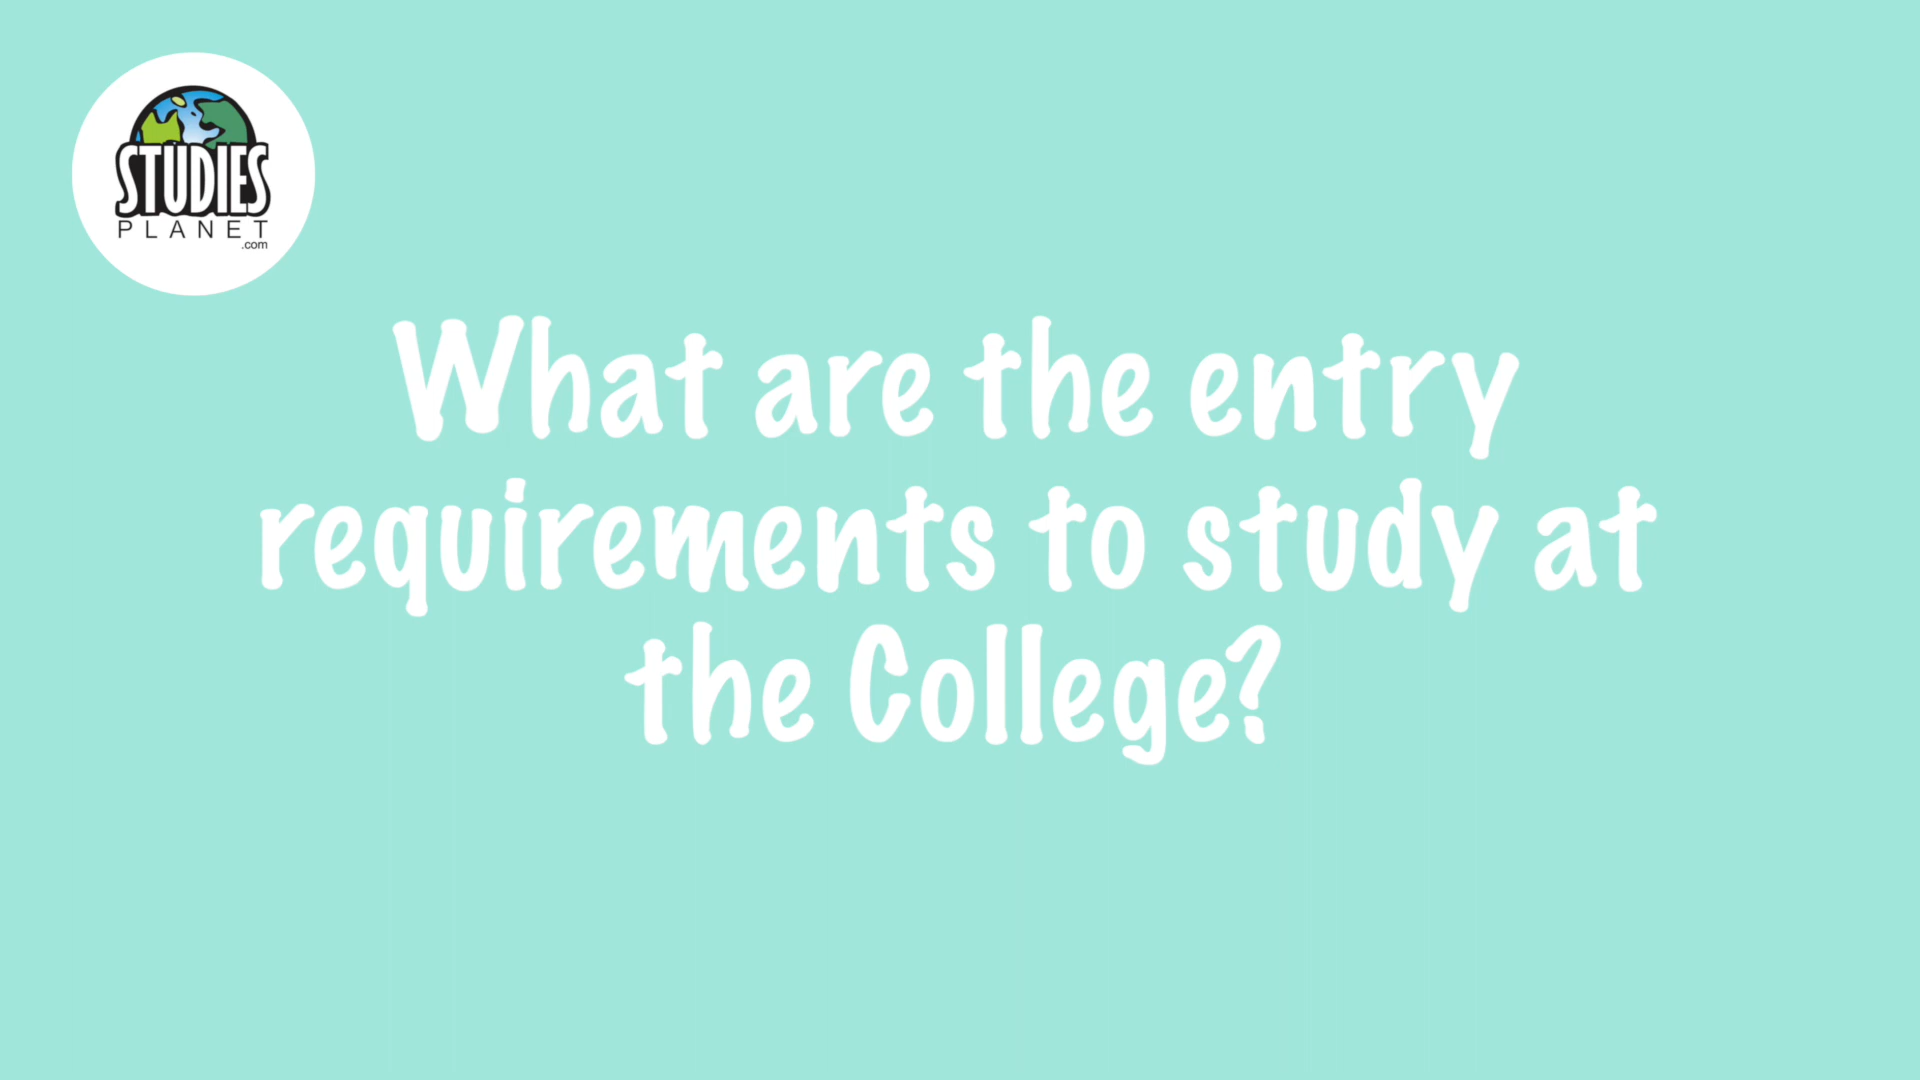 STUDIES
PLANET
.com
What are the entry
requirements to study at
the College?